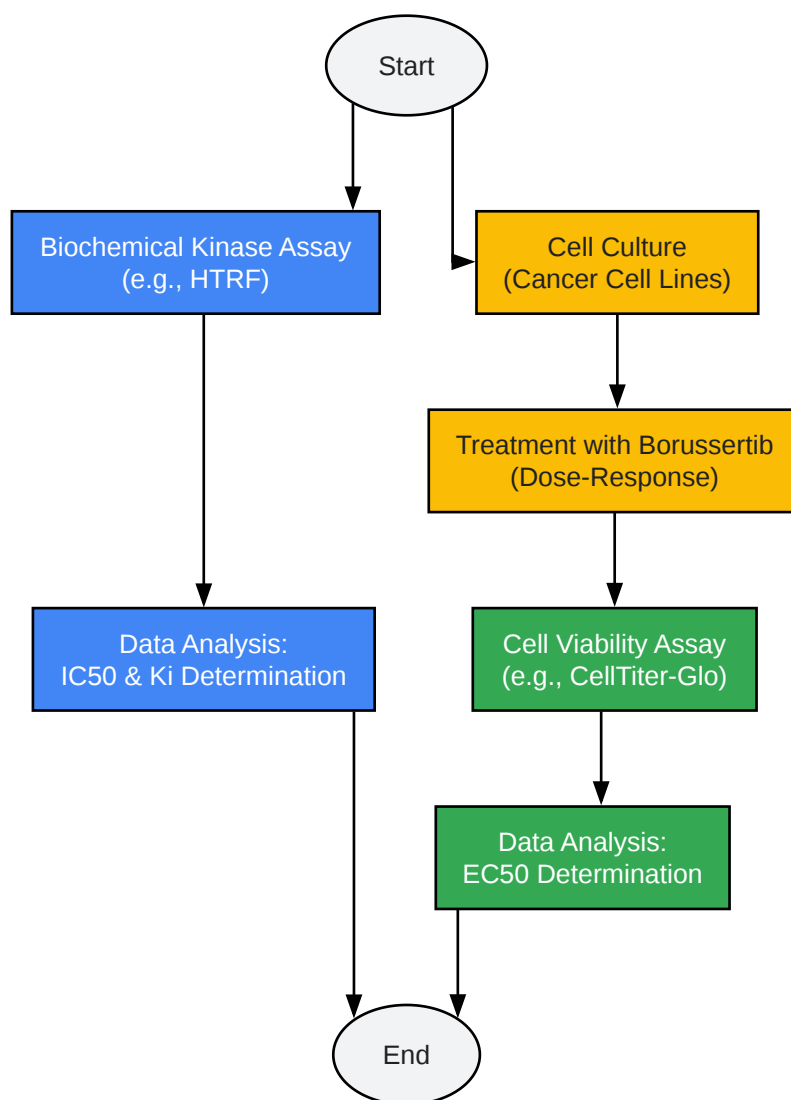 Start
Biochemical Kinase Assay
(e.g., HTRF)
Cell Culture
(Cancer Cell Lines)
Treatment with Borussertib
(Dose-Response)
Data Analysis:
IC50 & Ki Determination
Cell Viability Assay
(e.g., CellTiter-Glo)
Data Analysis:
EC50 Determination
End